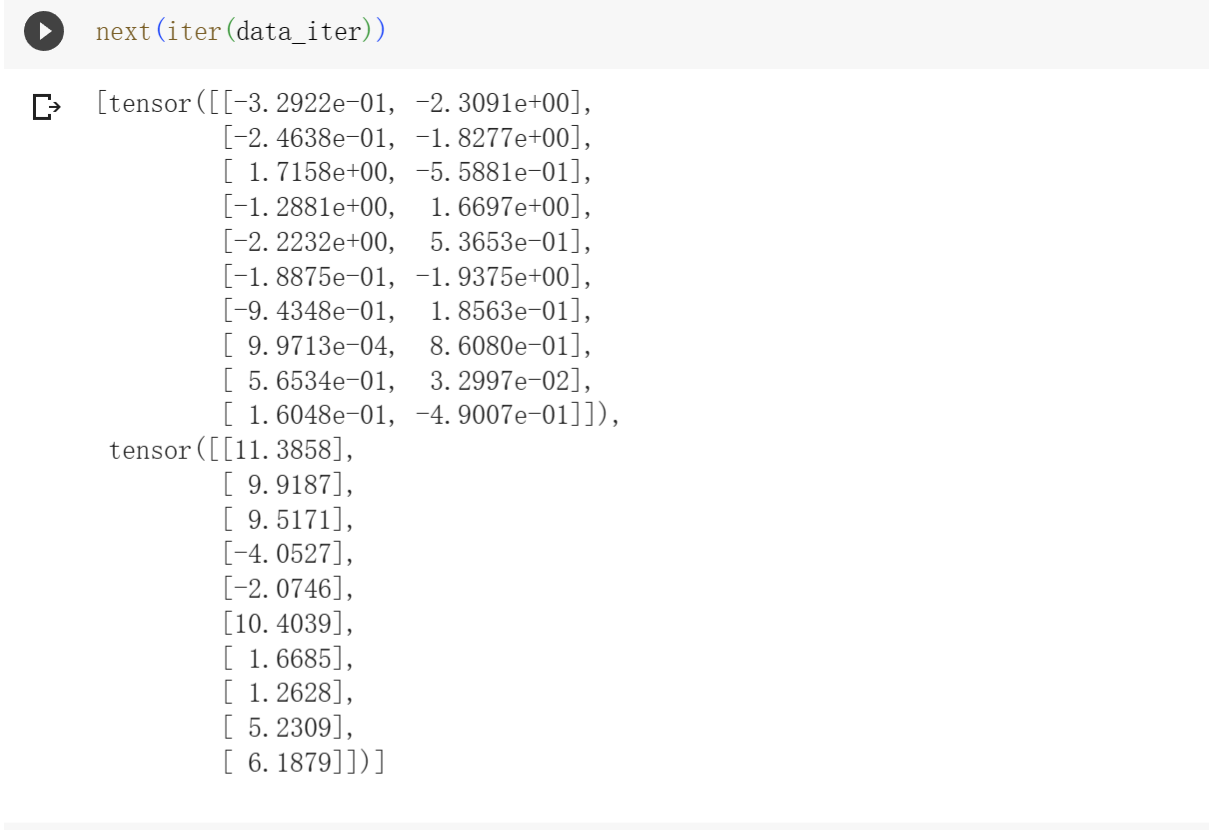 next(iter(data_iter))
[tensor([[-3.2922e-01, -2.3091e+00],
[-2.4638e-01, -1.8277e+00],
[ 1.7158e+00, -5.5881e-01],
[-1.2881e+00,  1.6697e+00],
[-2.2232e+00,  5.3653e-01],
[-1.8875e-01, -1.9375e+00],
[-9.4348e-01,  1.8563e-01],
[ 9.9713e-04,  8.6080e-01],
[ 5.6534e-01,  3.2997e-02],
[ 1.6048e-01, -4.9007e-01]]),
tensor([[11.3858],
[ 9.9187],
[ 9.5171],
[-4.0527],
[-2.0746],
[10.4039],
[ 1.6685],
[ 1.2628],
[ 5.2309],
[ 6.1879]])]